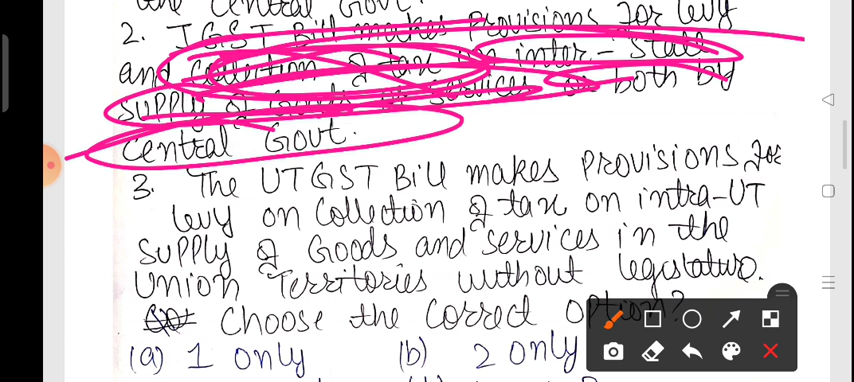 the Central Govt.
2. IGST Bill makes Provisions for levy
and collection of tax on inter-State
supply of Goods or services or both by
Central Govt.
3. The UTGST Bill makes provisions for
levy on collection of tax on intra-UT
supply of Goods and services in the
Union Territories without legislature.
Choose the correct option?
(a) 1 only (b) 2 only